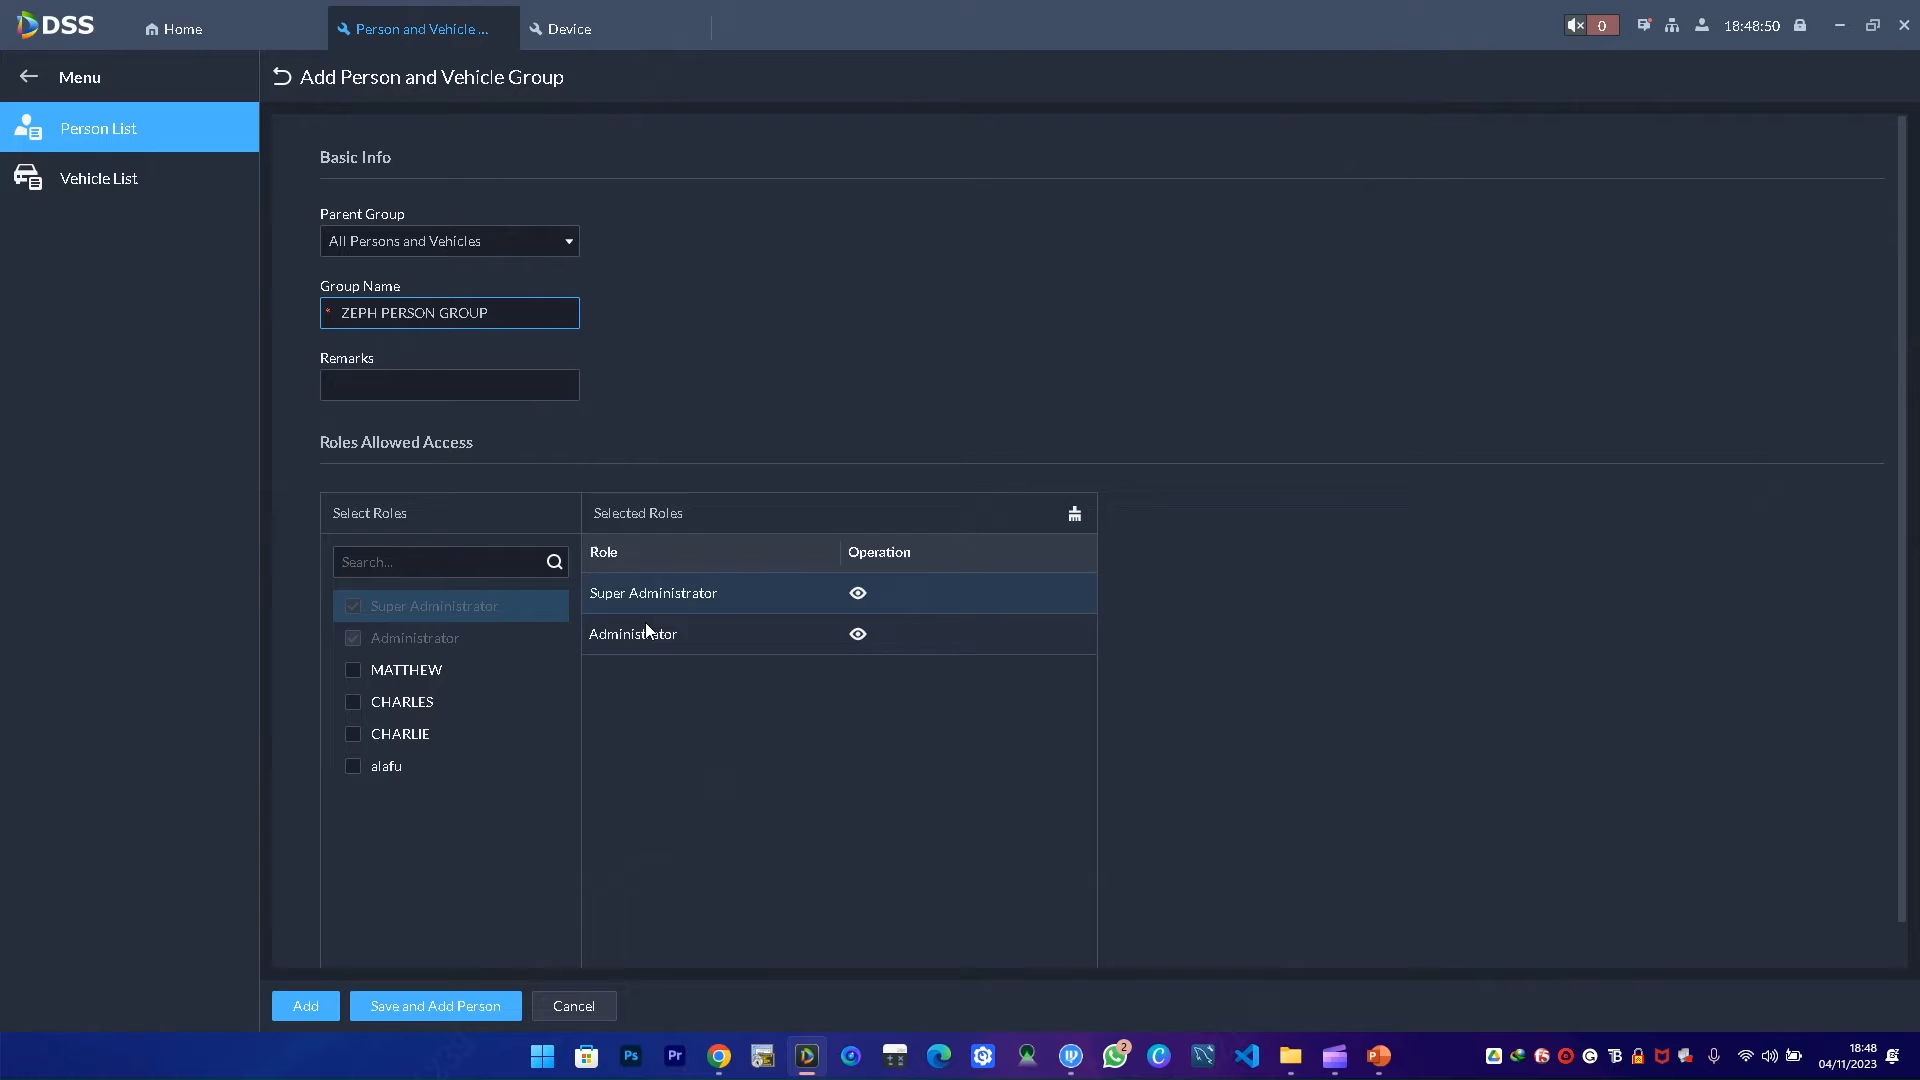 DSS
Home
Person and Vehicle ...
Device
0
18:48:50
Menu
Add Person and Vehicle Group
Person List
Vehicle List
Basic Info
Parent Group
All Persons and Vehicles
Group Name
* ZEPH PERSON GROUP
Remarks
Roles Allowed Access
Select Roles
Selected Roles
Search...
Role
Operation
Super Administrator
Super Administrator
Administrator
Administrator
MATTHEW
CHARLES
CHARLIE
alafu
Add
Save and Add Person
Cancel
Ps
Pr
2
18:48
04/11/2023